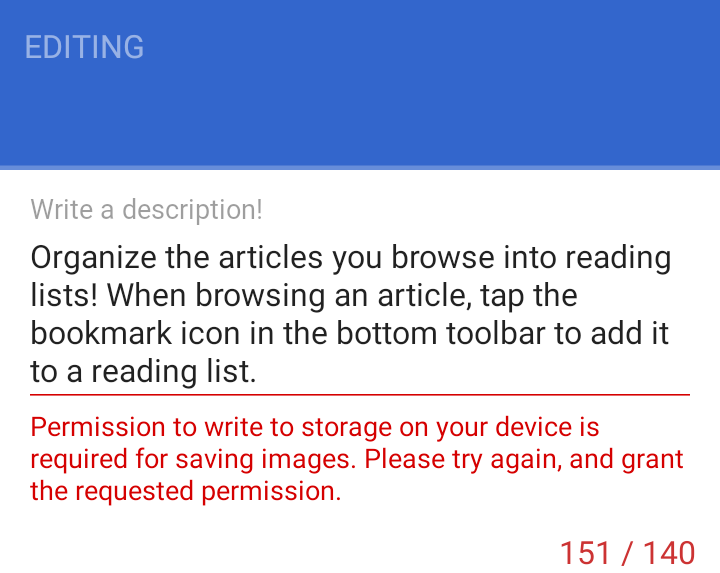 EDITING
Write a description!
Organize the articles you browse into reading
lists! When browsing an article, tap the
bookmark icon in the bottom toolbar to add it
to a reading list.
Permission to write to storage on your device is
required for saving images. Please try again, and grant
the requested permission.
151 / 140